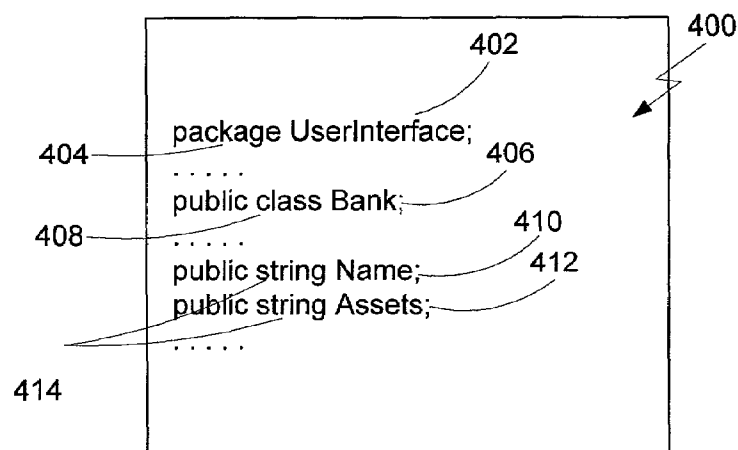 400
402
package UserInterface;
404
406
. . . . .
public class Bank;
408
. . . . .
410
public string Name;
412
public string Assets;
. . . . .
414